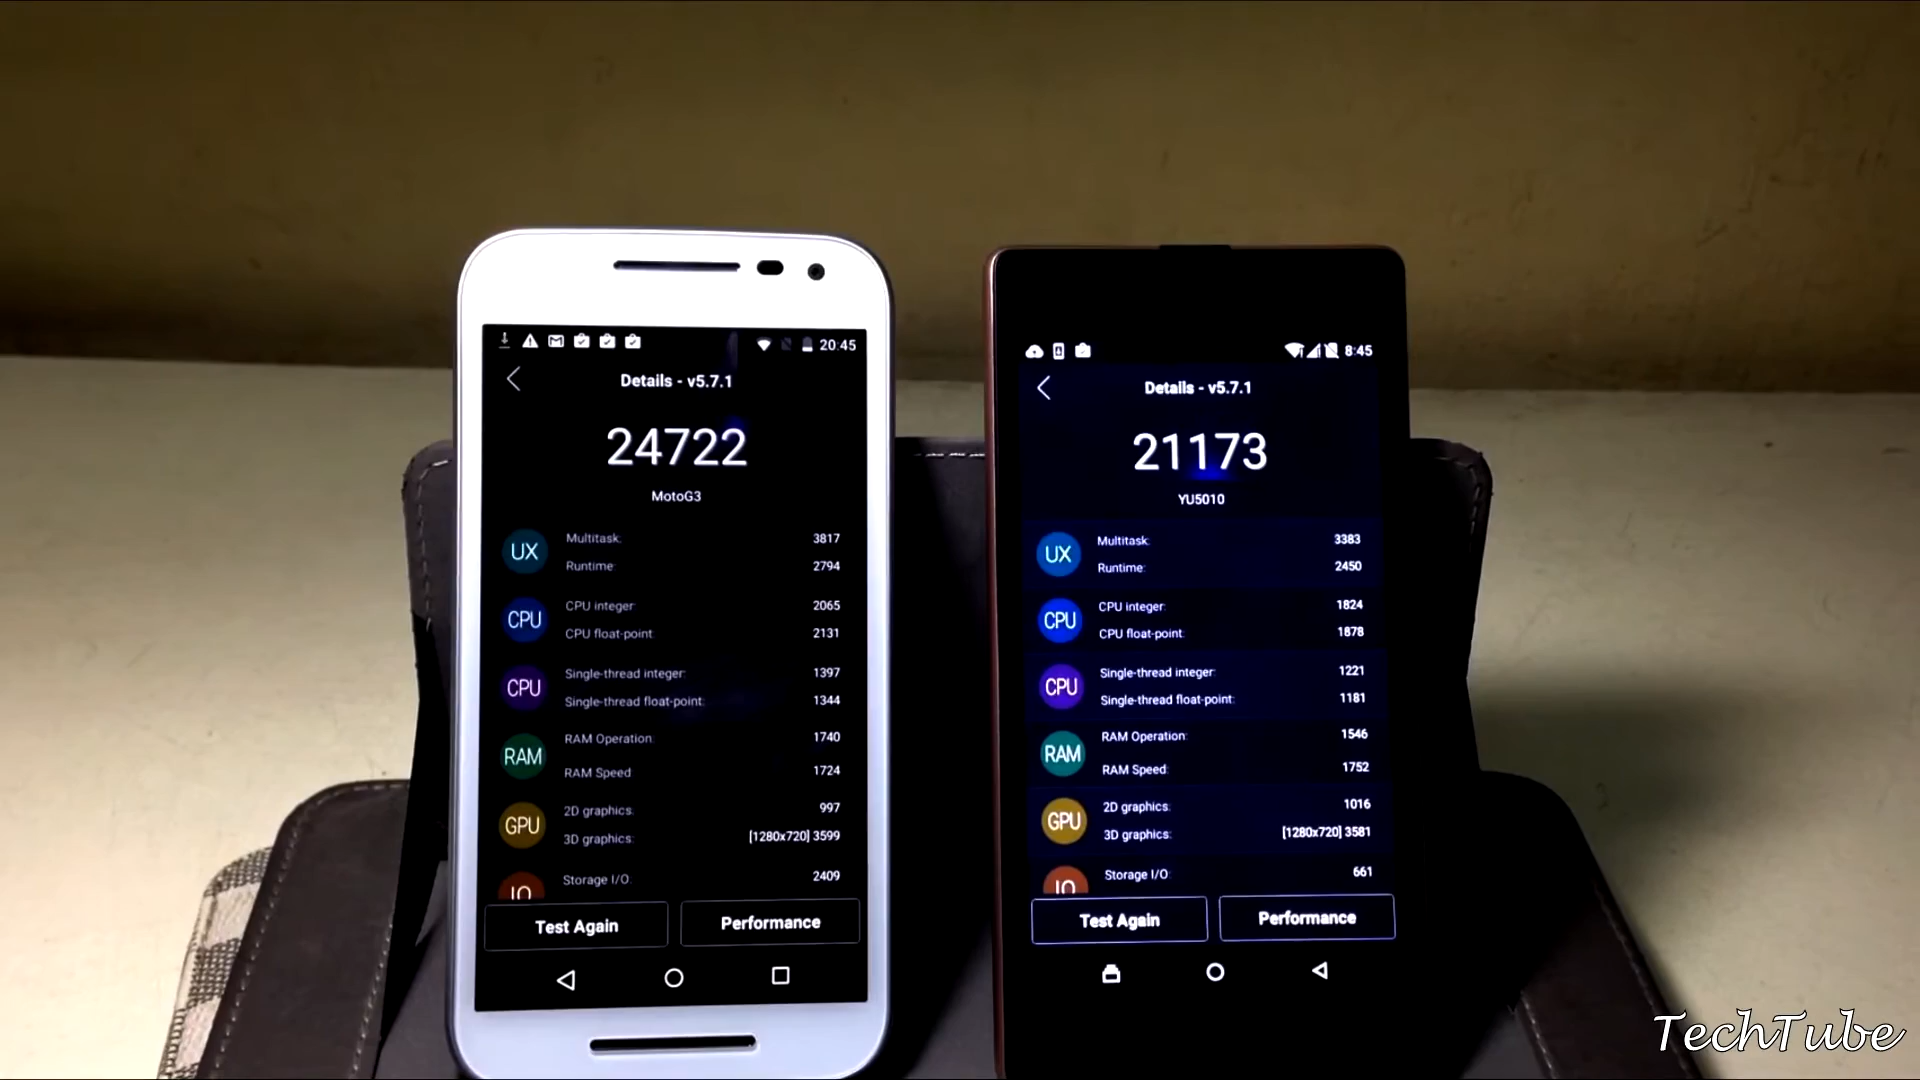 20:45
Details - v5.7.1
24722
MotoG3
UX
Multitask: 3817
Runtime: 2794
CPU
CPU integer: 2065
CPU float-point: 2131
CPU
Single-thread integer: 1397
Single-thread float-point: 1344
RAM
RAM Operation: 1740
RAM Speed: 1724
GPU
2D graphics: 997
3D graphics: [1280x720] 3599
IO
Storage I/O: 2409
Test Again
Performance
8:45
Details - v5.7.1
21173
YU5010
UX
Multitask: 3383
Runtime: 2450
CPU
CPU integer: 1824
CPU float-point: 1878
CPU
Single-thread integer: 1221
Single-thread float-point: 1181
RAM
RAM Operation: 1546
RAM Speed: 1752
GPU
2D graphics: 1016
3D graphics: [1280x720] 3581
IO
Storage I/O: 661
Test Again
Performance
TechTube